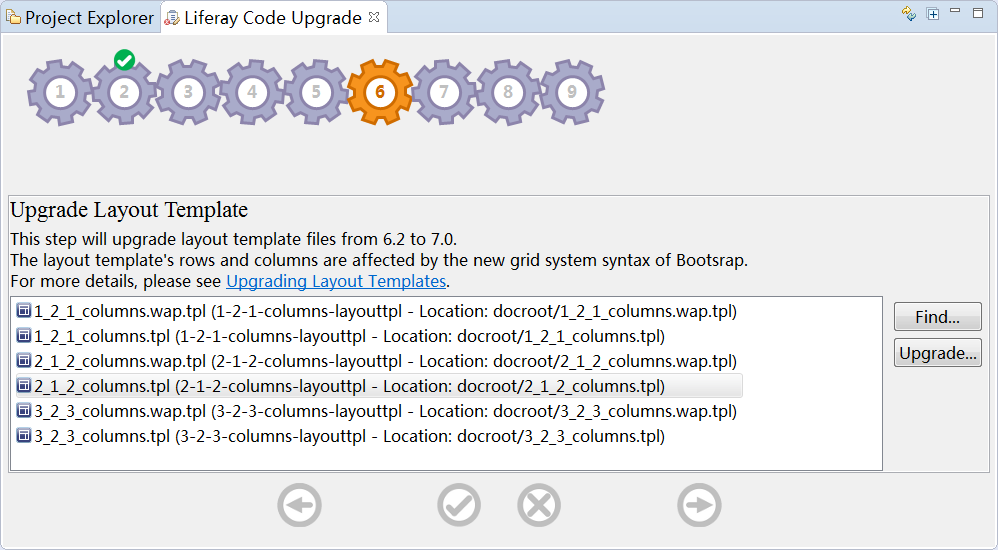 Project Explorer Liferay Code Upgrade
1 2 3 4 5 6 7 8 9
Upgrade Layout Template
This step will upgrade layout template files from 6.2 to 7.0.
The layout template's rows and columns are affected by the new grid system syntax of Bootsrap.
For more details, please see Upgrading Layout Templates.
1_2_1_columns.wap.tpl (1-2-1-columns-layouttpl - Location: docroot/1_2_1_columns.wap.tpl)
Find...
1_2_1_columns.tpl (1-2-1-columns-layouttpl - Location: docroot/1_2_1_columns.tpl)
Upgrade...
2_1_2_columns.wap.tpl (2-1-2-columns-layouttpl - Location: docroot/2_1_2_columns.wap.tpl)
2_1_2_columns.tpl (2-1-2-columns-layouttpl - Location: docroot/2_1_2_columns.tpl)
3_2_3_columns.wap.tpl (3-2-3-columns-layouttpl - Location: docroot/3_2_3_columns.wap.tpl)
3_2_3_columns.tpl (3-2-3-columns-layouttpl - Location: docroot/3_2_3_columns.tpl)